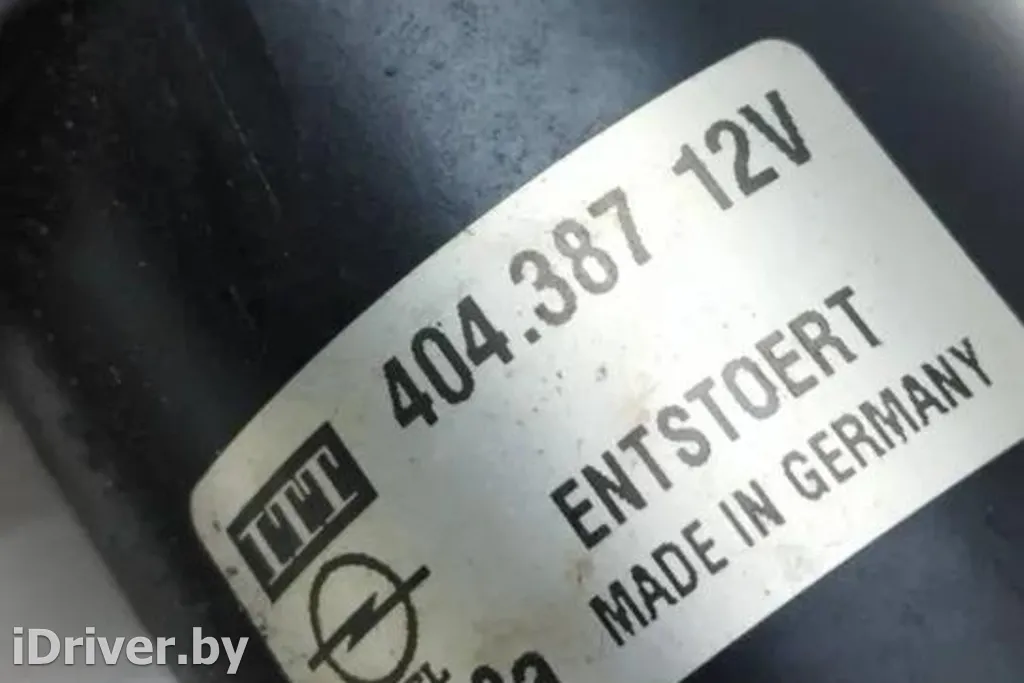 404.387 12V
ENTSTOERT
MADE IN GERMANY
iDriver.by